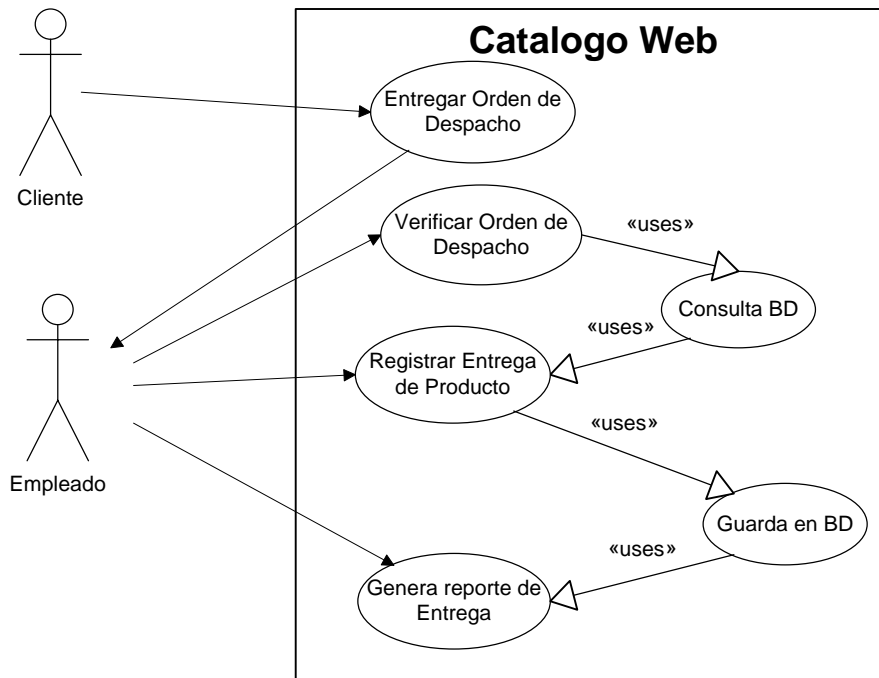 Catalogo Web
Entregar Orden de
Despacho
Cliente
Verificar Orden de
Despacho
«uses»
Consulta BD
«uses»
Registrar Entrega
de Producto
«uses»
Empleado
Guarda en BD
«uses»
Genera reporte de
Entrega